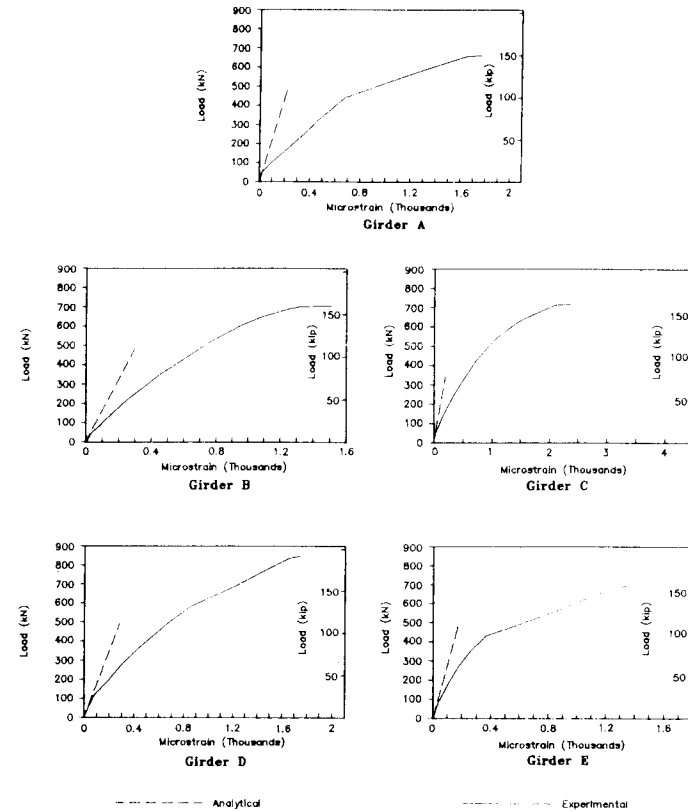 900
800
700
600
500
400
300
200
100
0
Load (kN)
150
100
50
Load (kip)
0 0.4 0.8 1.2 1.6 2
Microstrain (Thousands)
Girder A
900
800
700
600
500
400
300
200
100
0
Load (kN)
150
100
50
Load (kip)
0 0.4 0.8 1.2 1.6
Microstrain (Thousands)
Girder B
900
800
700
600
500
400
300
200
100
0
Load (kN)
150
100
50
Load (kip)
0 1 2 3 4
Microstrain (Thousands)
Girder C
900
800
700
600
500
400
300
200
100
0
Load (kN)
150
100
50
Load (kip)
0 0.4 0.8 1.2 1.6 2
Microstrain (Thousands)
Girder D
900
800
700
600
500
400
300
200
100
0
Load (kN)
150
100
50
Load (kip)
0 0.4 0.8 1.2 1.6
Microstrain (Thousands)
Girder E
Analytical
Experimental